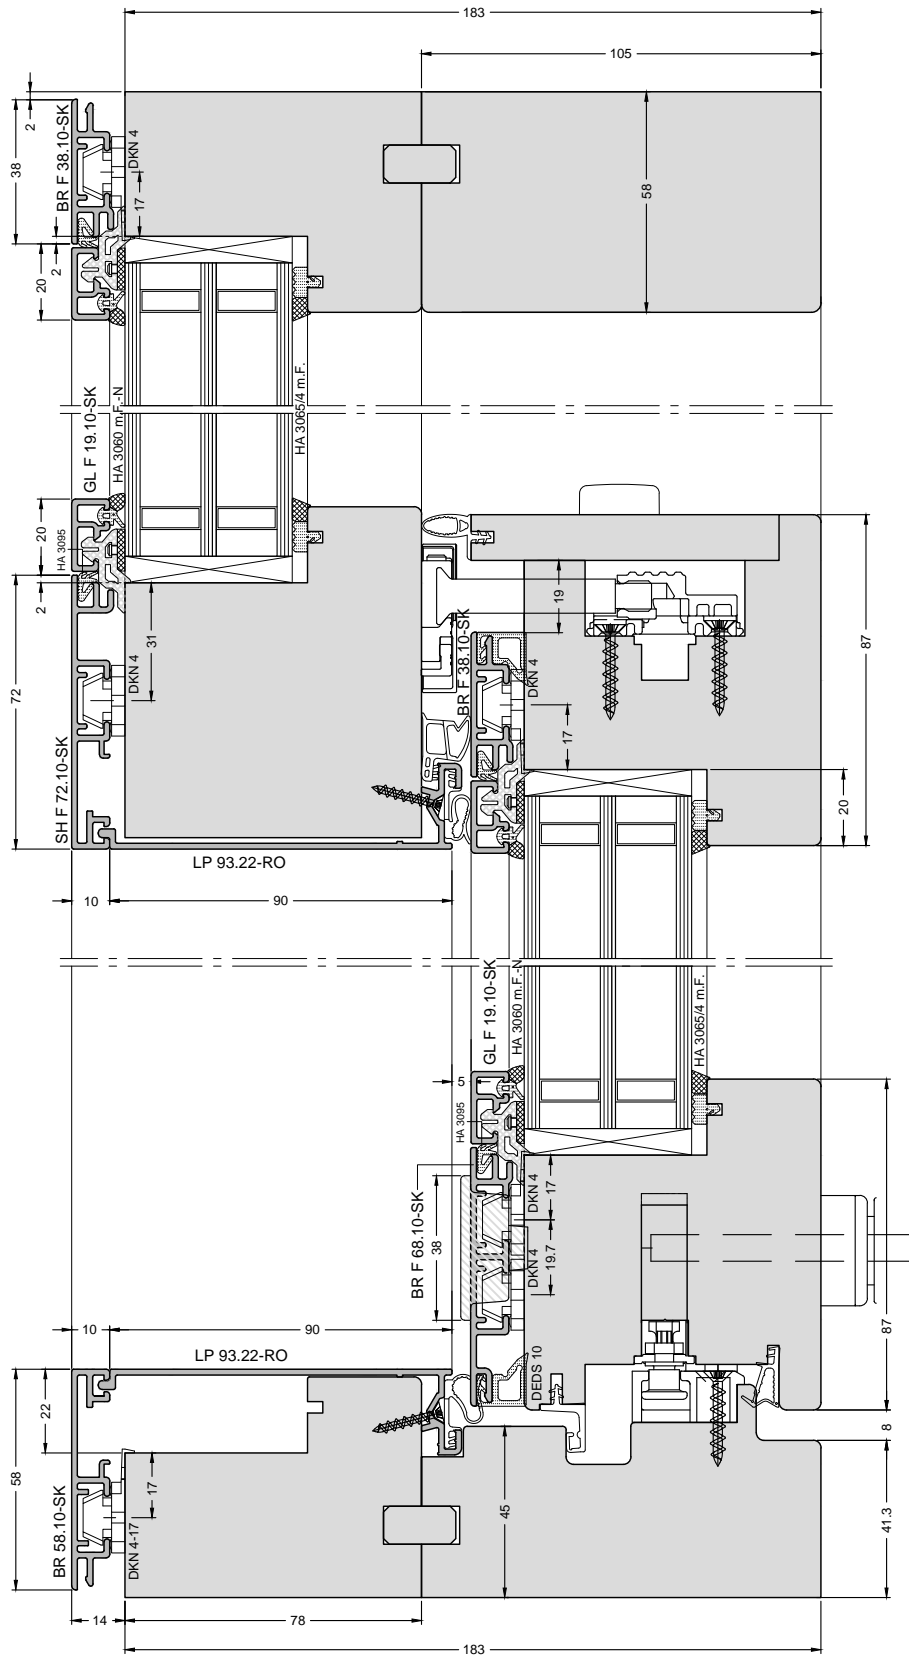 183
105
2
38
BR F 38.10-SK
DKN 4
17
58
2
20
GL F 19.10-SK
HA 3060 m.F.-N
HA 3065/4 m.F.
20
HA 3095
2
31
19
87
BR F 38.10-SK
DKN 4
DKN 4
72
17
SH F 72.10-SK
20
LP 93.22-RO
10
90
GL F 19.10-SK
HA 3060 m.F.-N
HA 3065/4 m.F.
5
HA 3095
BR F 68.10-SK
38
DKN 4
17
DKN 4
19.7
87
10
90
LP 93.22-RO
DEDS 10
22
8
58
BR 58.10-SK
17
DKN 4-17
45
41.3
14
78
183